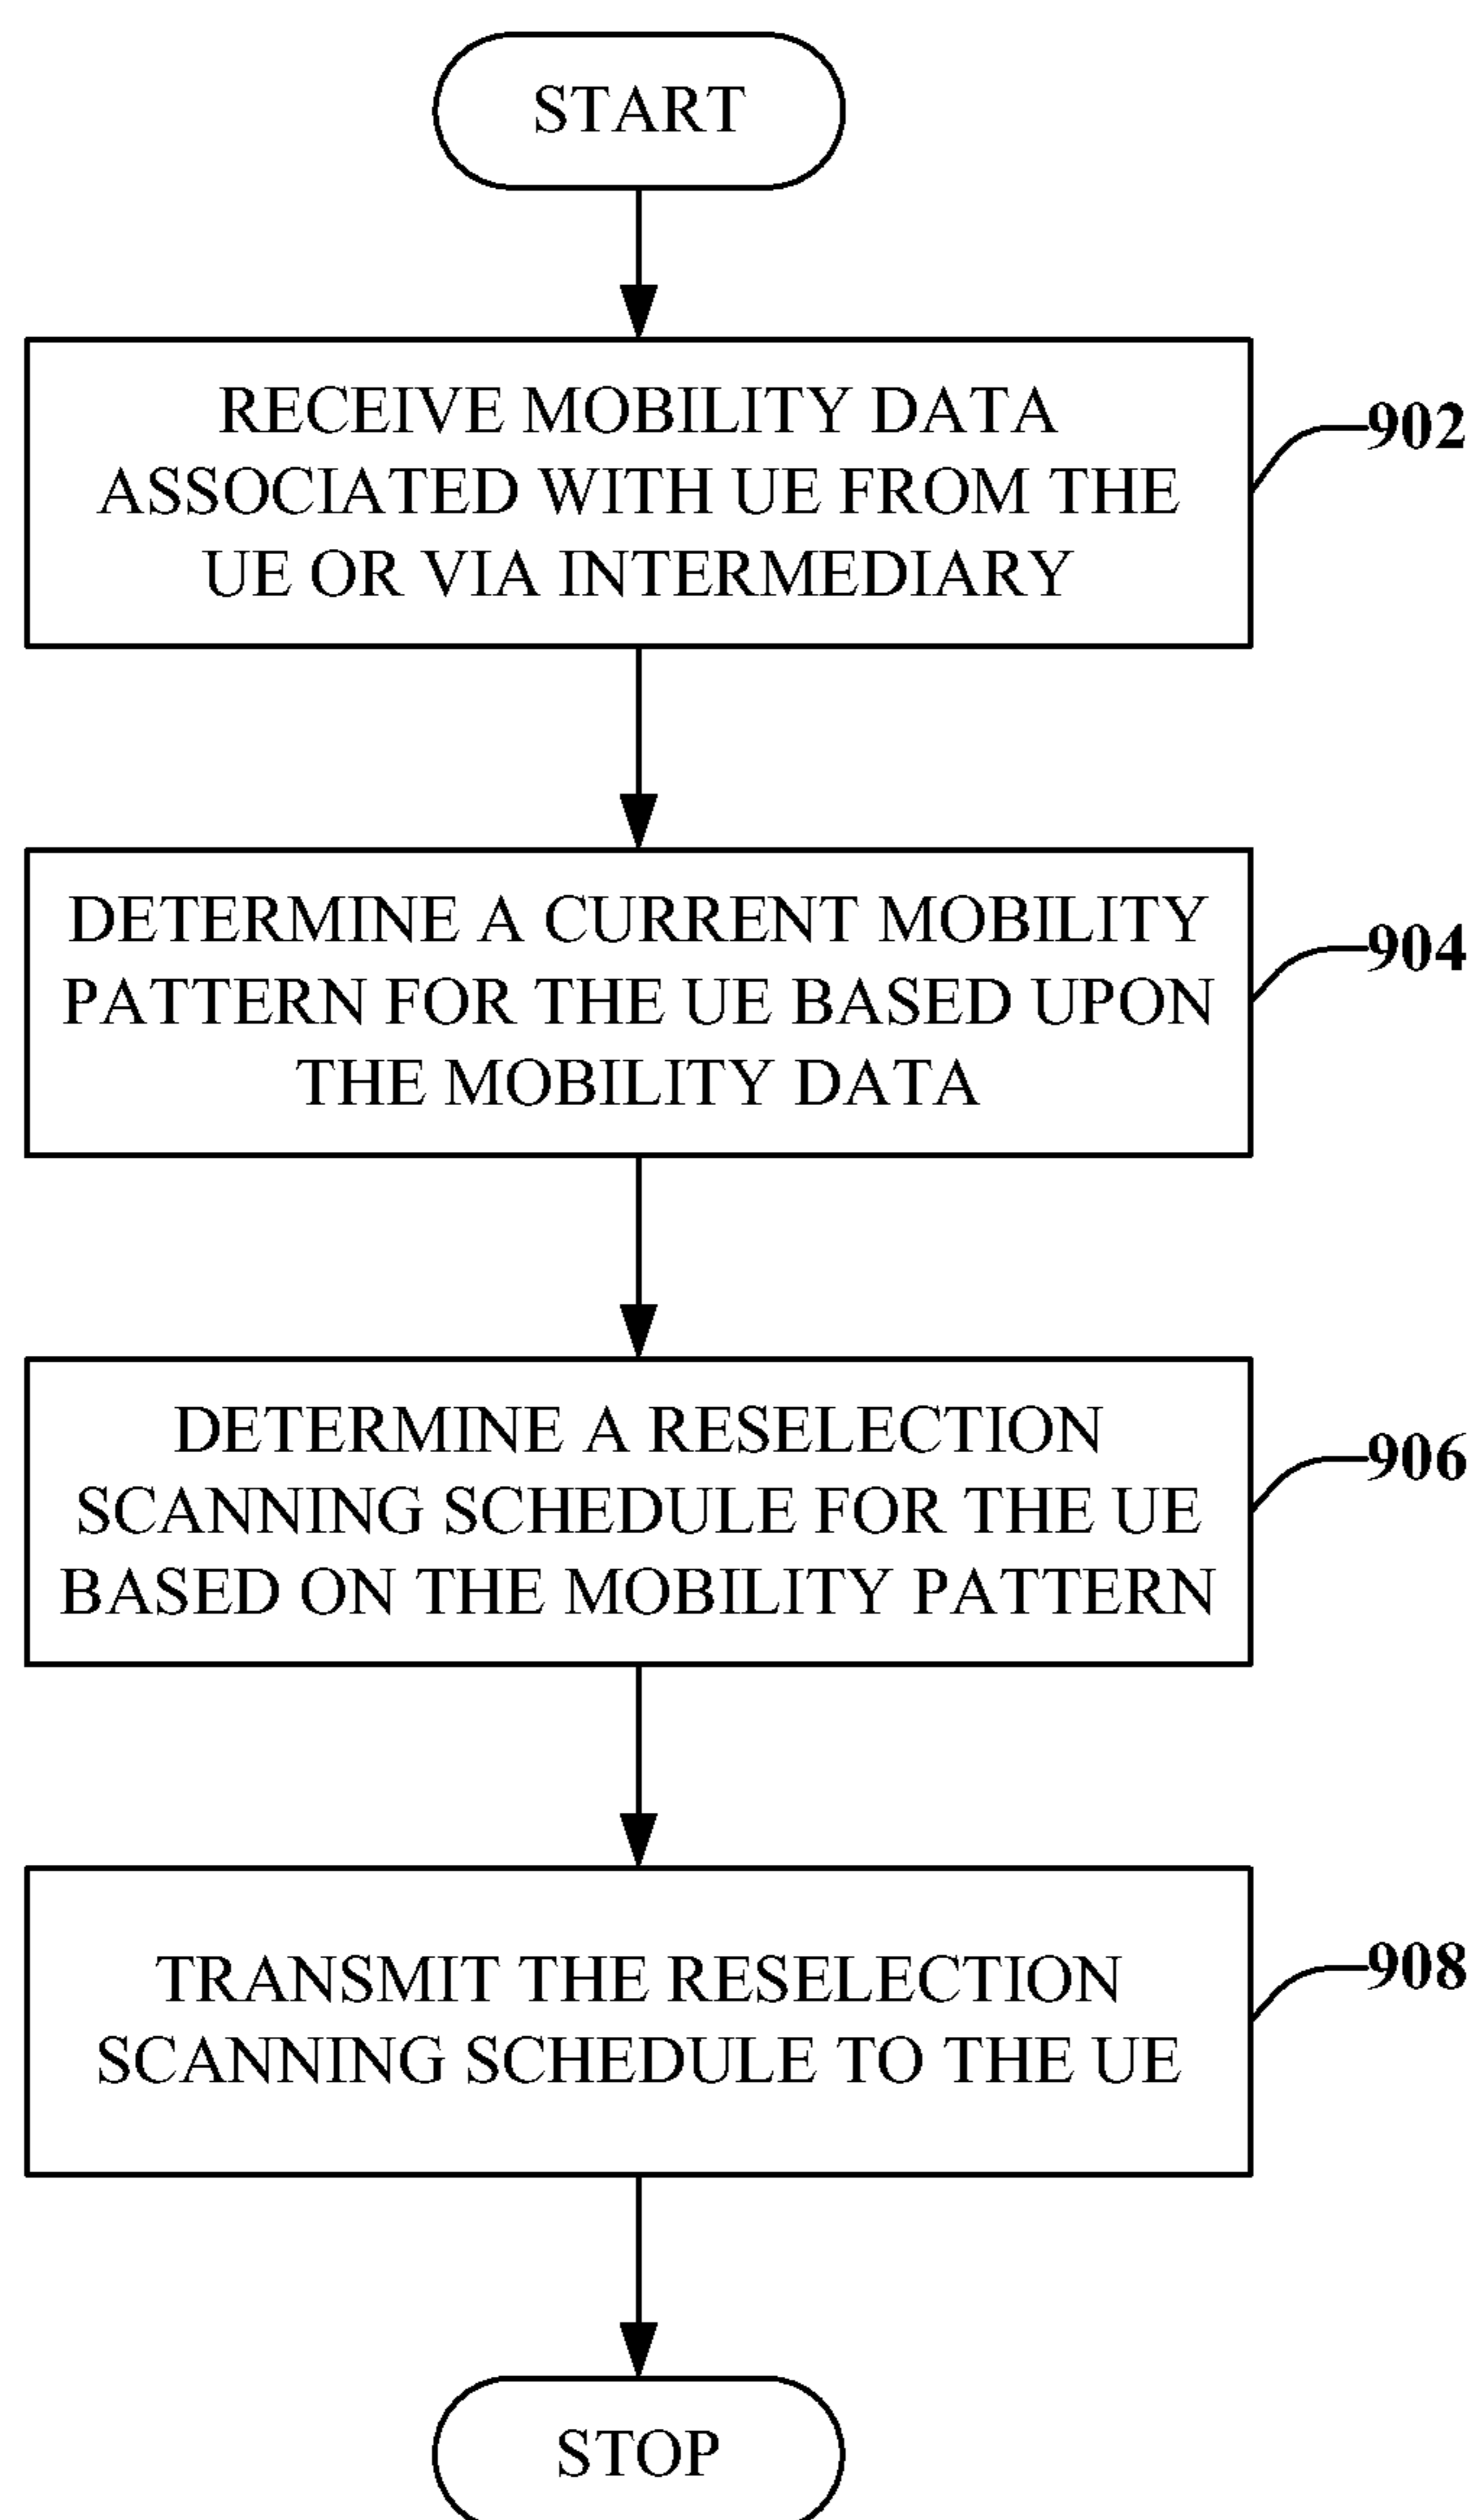 START
RECEIVE MOBILITY DATA
ASSOCIATED WITH UE FROM THE
UE OR VIA INTERMEDIARY
902
DETERMINE A CURRENT MOBILITY
PATTERN FOR THE UE BASED UPON
THE MOBILITY DATA
904
DETERMINE A RESELECTION
SCANNING SCHEDULE FOR THE UE
BASED ON THE MOBILITY PATTERN
906
TRANSMIT THE RESELECTION
SCANNING SCHEDULE TO THE UE
908
STOP